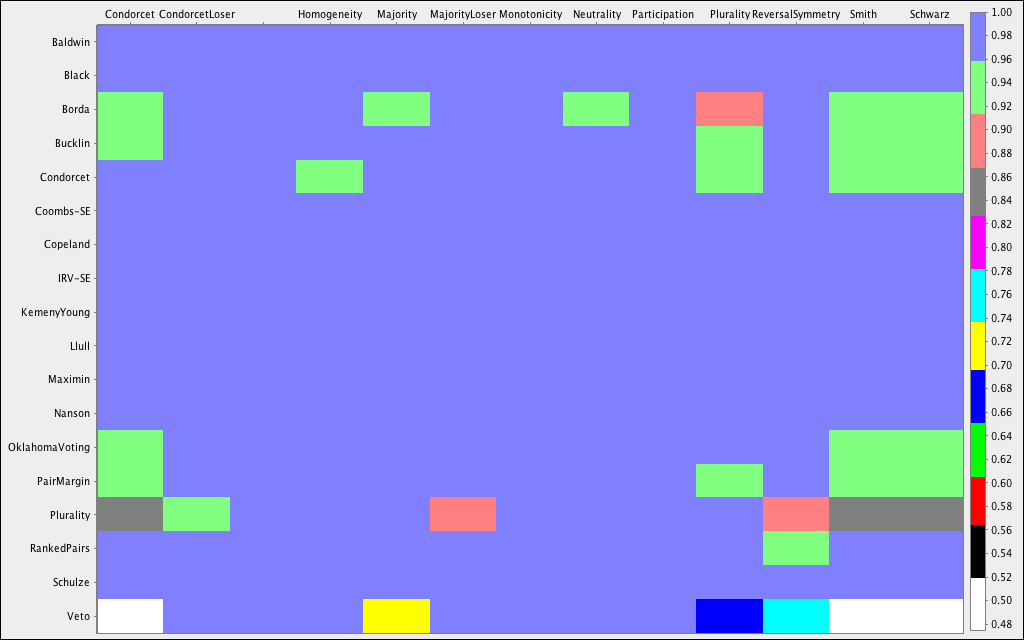 Condorcet CondorcetLoser Homogeneity Majority MajorityLoser Monotonicity Neutrality Participation Plurality ReversalSymmetry Smith Schwarz
Baldwin
Black
Borda
Bucklin
Condorcet
Coombs-SE
Copeland
IRV-SE
KemenyYoung
Llull
Maximin
Nanson
OklahomaVoting
PairMargin
Plurality
RankedPairs
Schulze
Veto
1.00
0.98
0.96
0.94
0.92
0.90
0.88
0.86
0.84
0.82
0.80
0.78
0.76
0.74
0.72
0.70
0.68
0.66
0.64
0.62
0.60
0.58
0.56
0.54
0.52
0.50
0.48